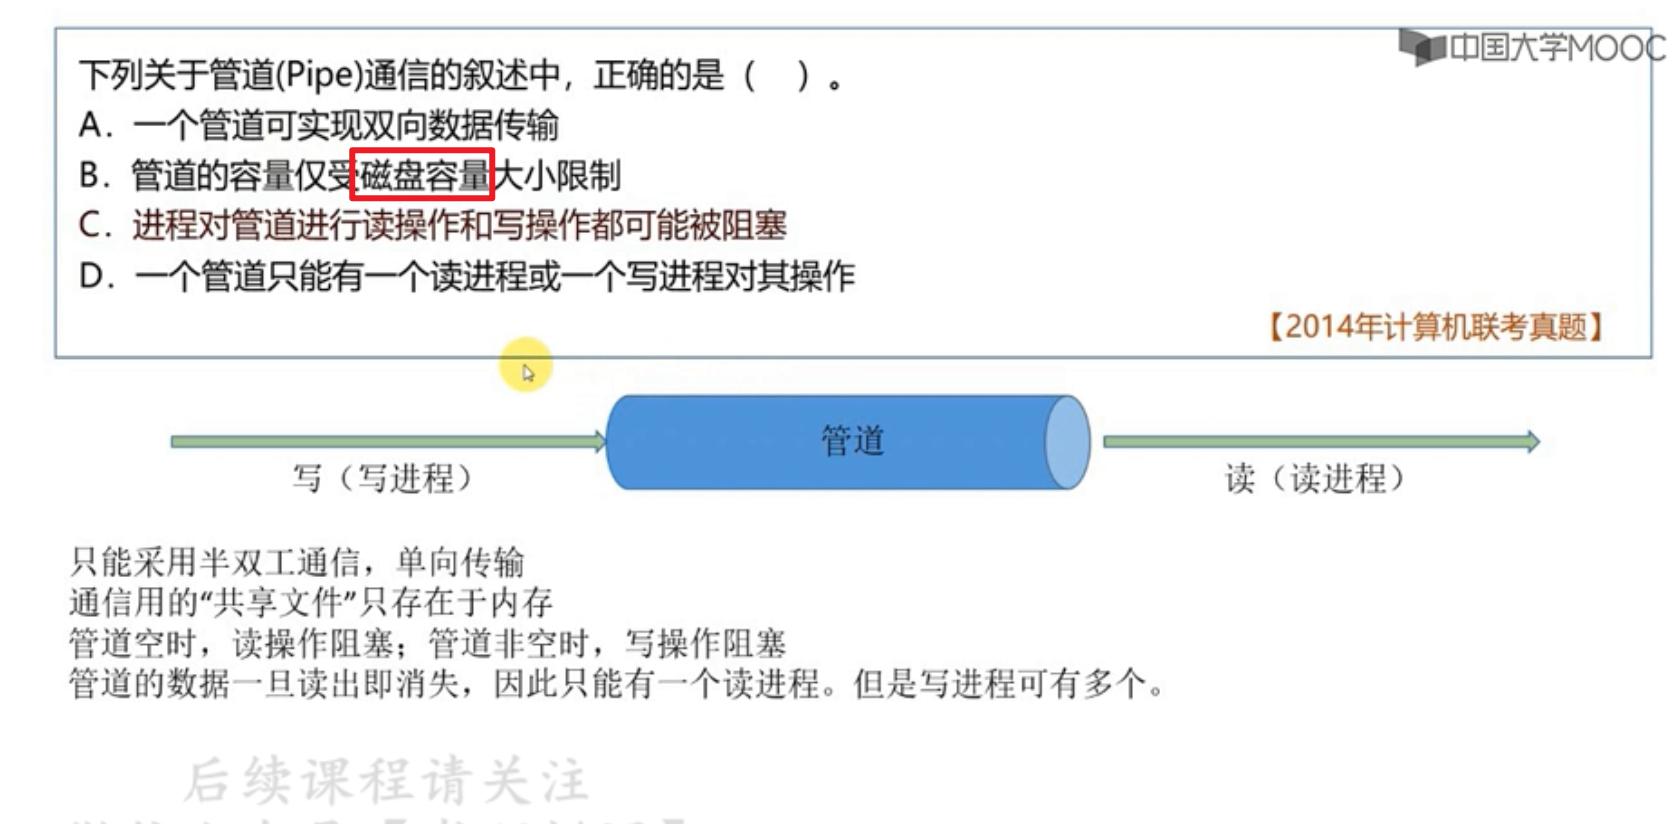 中国大学MOOC
下列关于管道(Pipe)通信的叙述中，正确的是（　）。
A. 一个管道可实现双向数据传输
B. 管道的容量仅受磁盘容量大小限制
C. 进程对管道进行读操作和写操作都可能被阻塞
D. 一个管道只能有一个读进程或一个写进程对其操作
【2014年计算机联考真题】
管道
写（写进程）
读（读进程）
只能采用半双工通信，单向传输
通信用的“共享文件”只存在于内存
管道空时，读操作阻塞；管道非空时，写操作阻塞
管道的数据一旦读出即消失，因此只能有一个读进程。但是写进程可有多个。
后续课程请关注